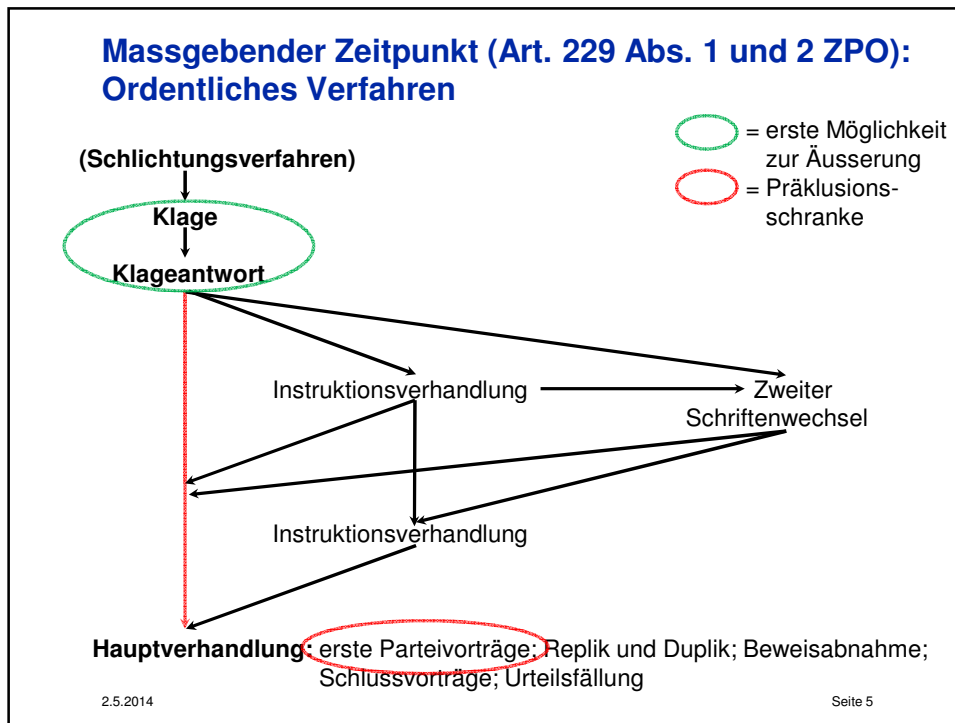 Massgebender Zeitpunkt (Art. 229 Abs. 1 und 2 ZPO):
Ordentliches Verfahren
= erste Möglichkeit
zur Äusserung
= Präklusions-
schranke
(Schlichtungsverfahren)
Klage
Klageantwort
Instruktionsverhandlung
Zweiter
Schriftenwechsel
Instruktionsverhandlung
Hauptverhandlung: erste Parteivorträge; Replik und Duplik; Beweisabnahme;
Schlussvorträge; Urteilsfällung
2.5.2014
Seite 5